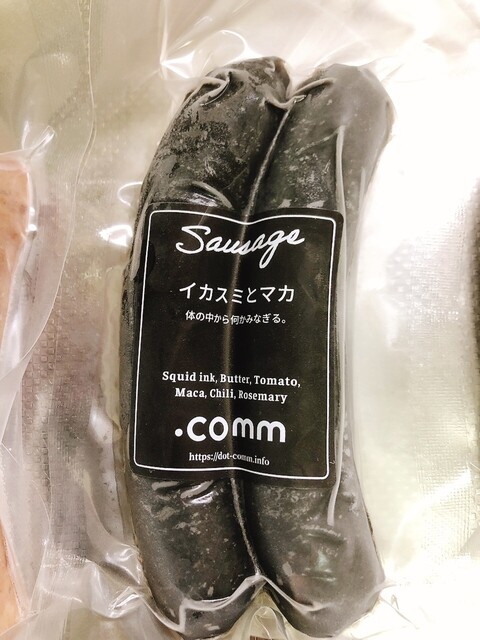 Sausage
イカスミとマカ
体の中から何かみなぎる。
Squid ink, Butter, Tomato,
Maca, Chili, Rosemary
.comm
https://dot-comm.info